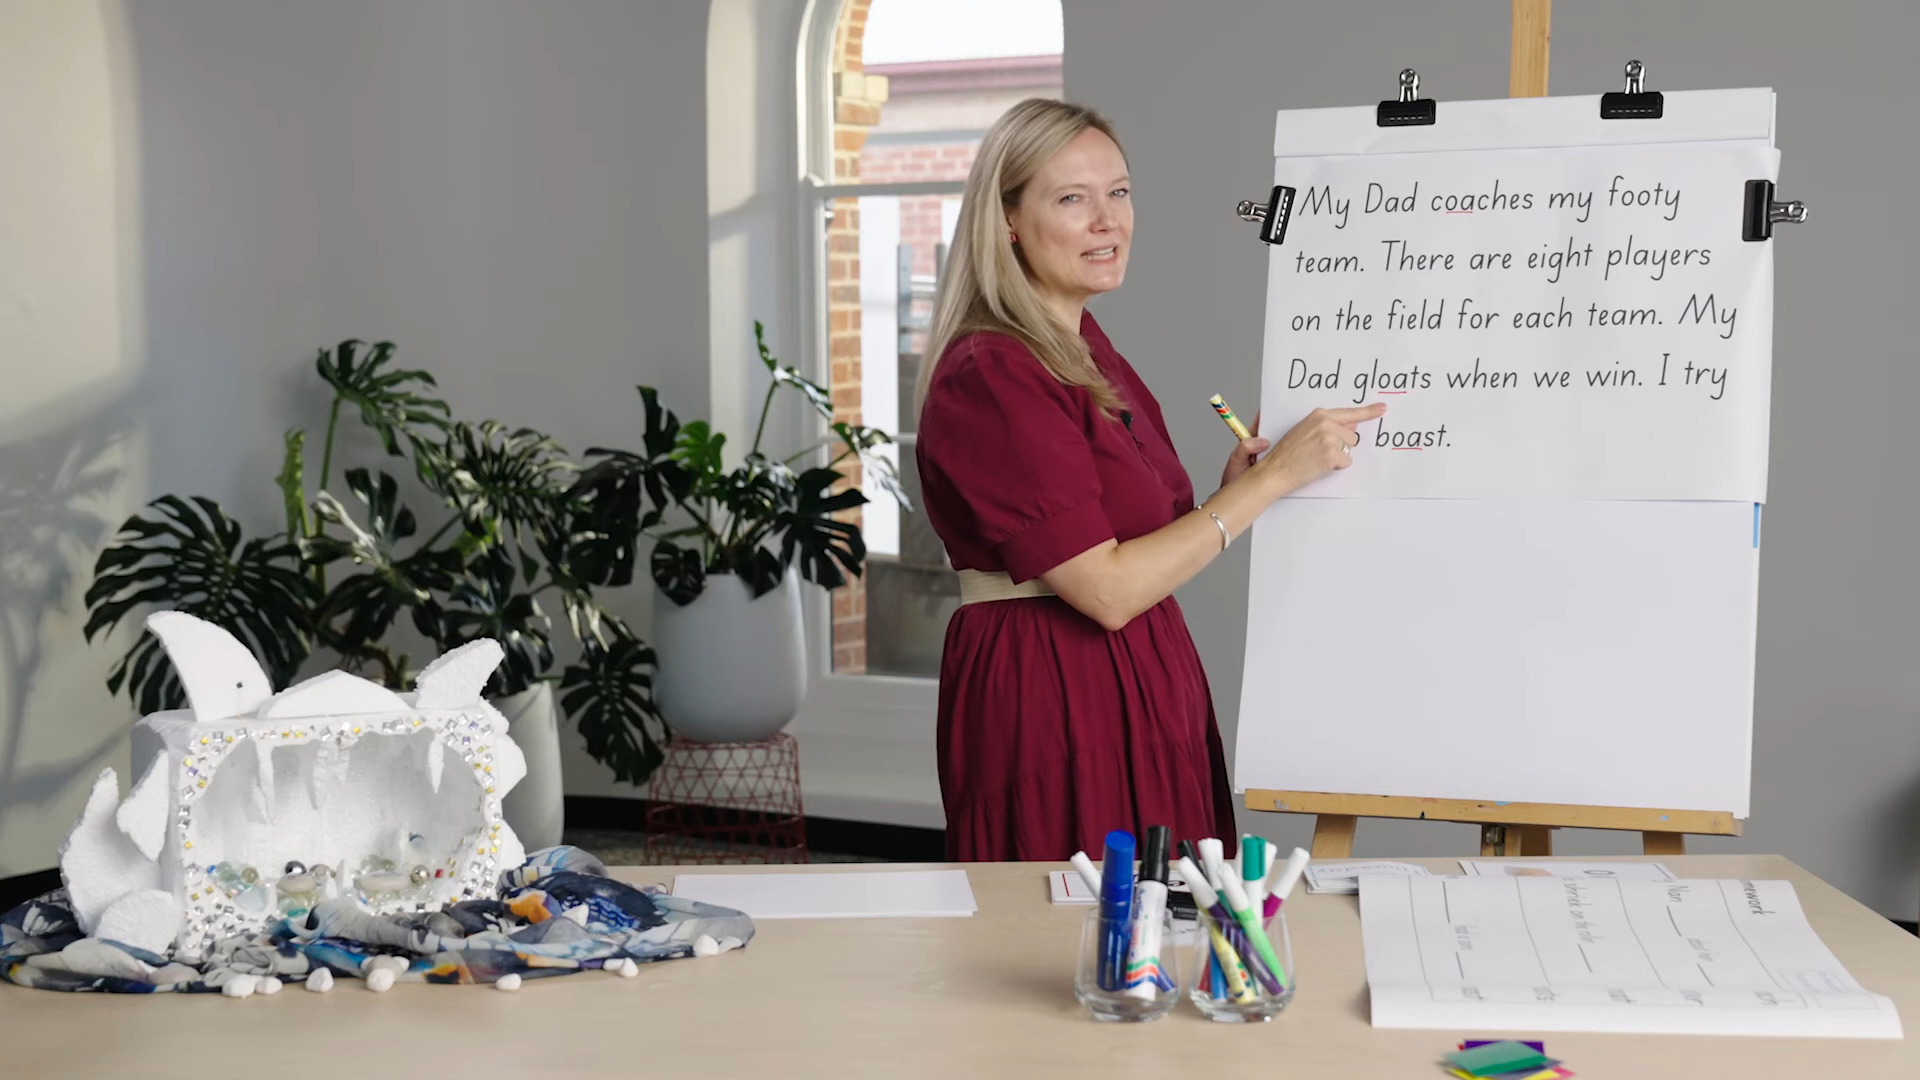 My Dad coaches my footy
team. There are eight players
on the field for each team. My
Dad gloats when we win. I try
boast.